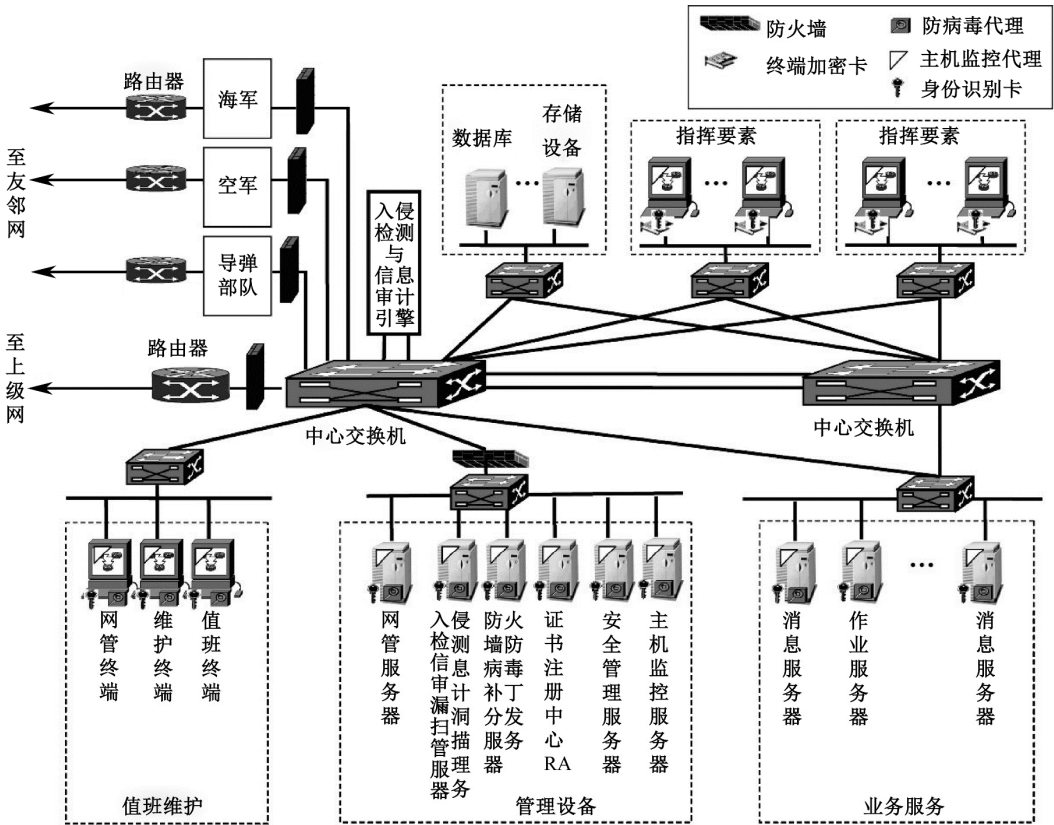 防火墙
防病毒代理
终端加密卡
主机监控代理
身份识别卡
路由器
海军
空军
导弹
部队
至友邻网
路由器
至上级网
侵入
测检
与
息信
计审
擎引
数据库
存储
设备
指挥要素
指挥要素
中心交换机
中心交换机
网管终端
维护终端
值班终端
值班维护
网管服务器
侵入
测检
息信
计审
洞漏
描扫
理管
务服
器
火防
防墙
毒病
丁补
发分
务服
器
证书注册中心RA
安全管理服务器
主机监控服务器
管理设备
消息服务器
作业服务器
消息服务器
业务服务